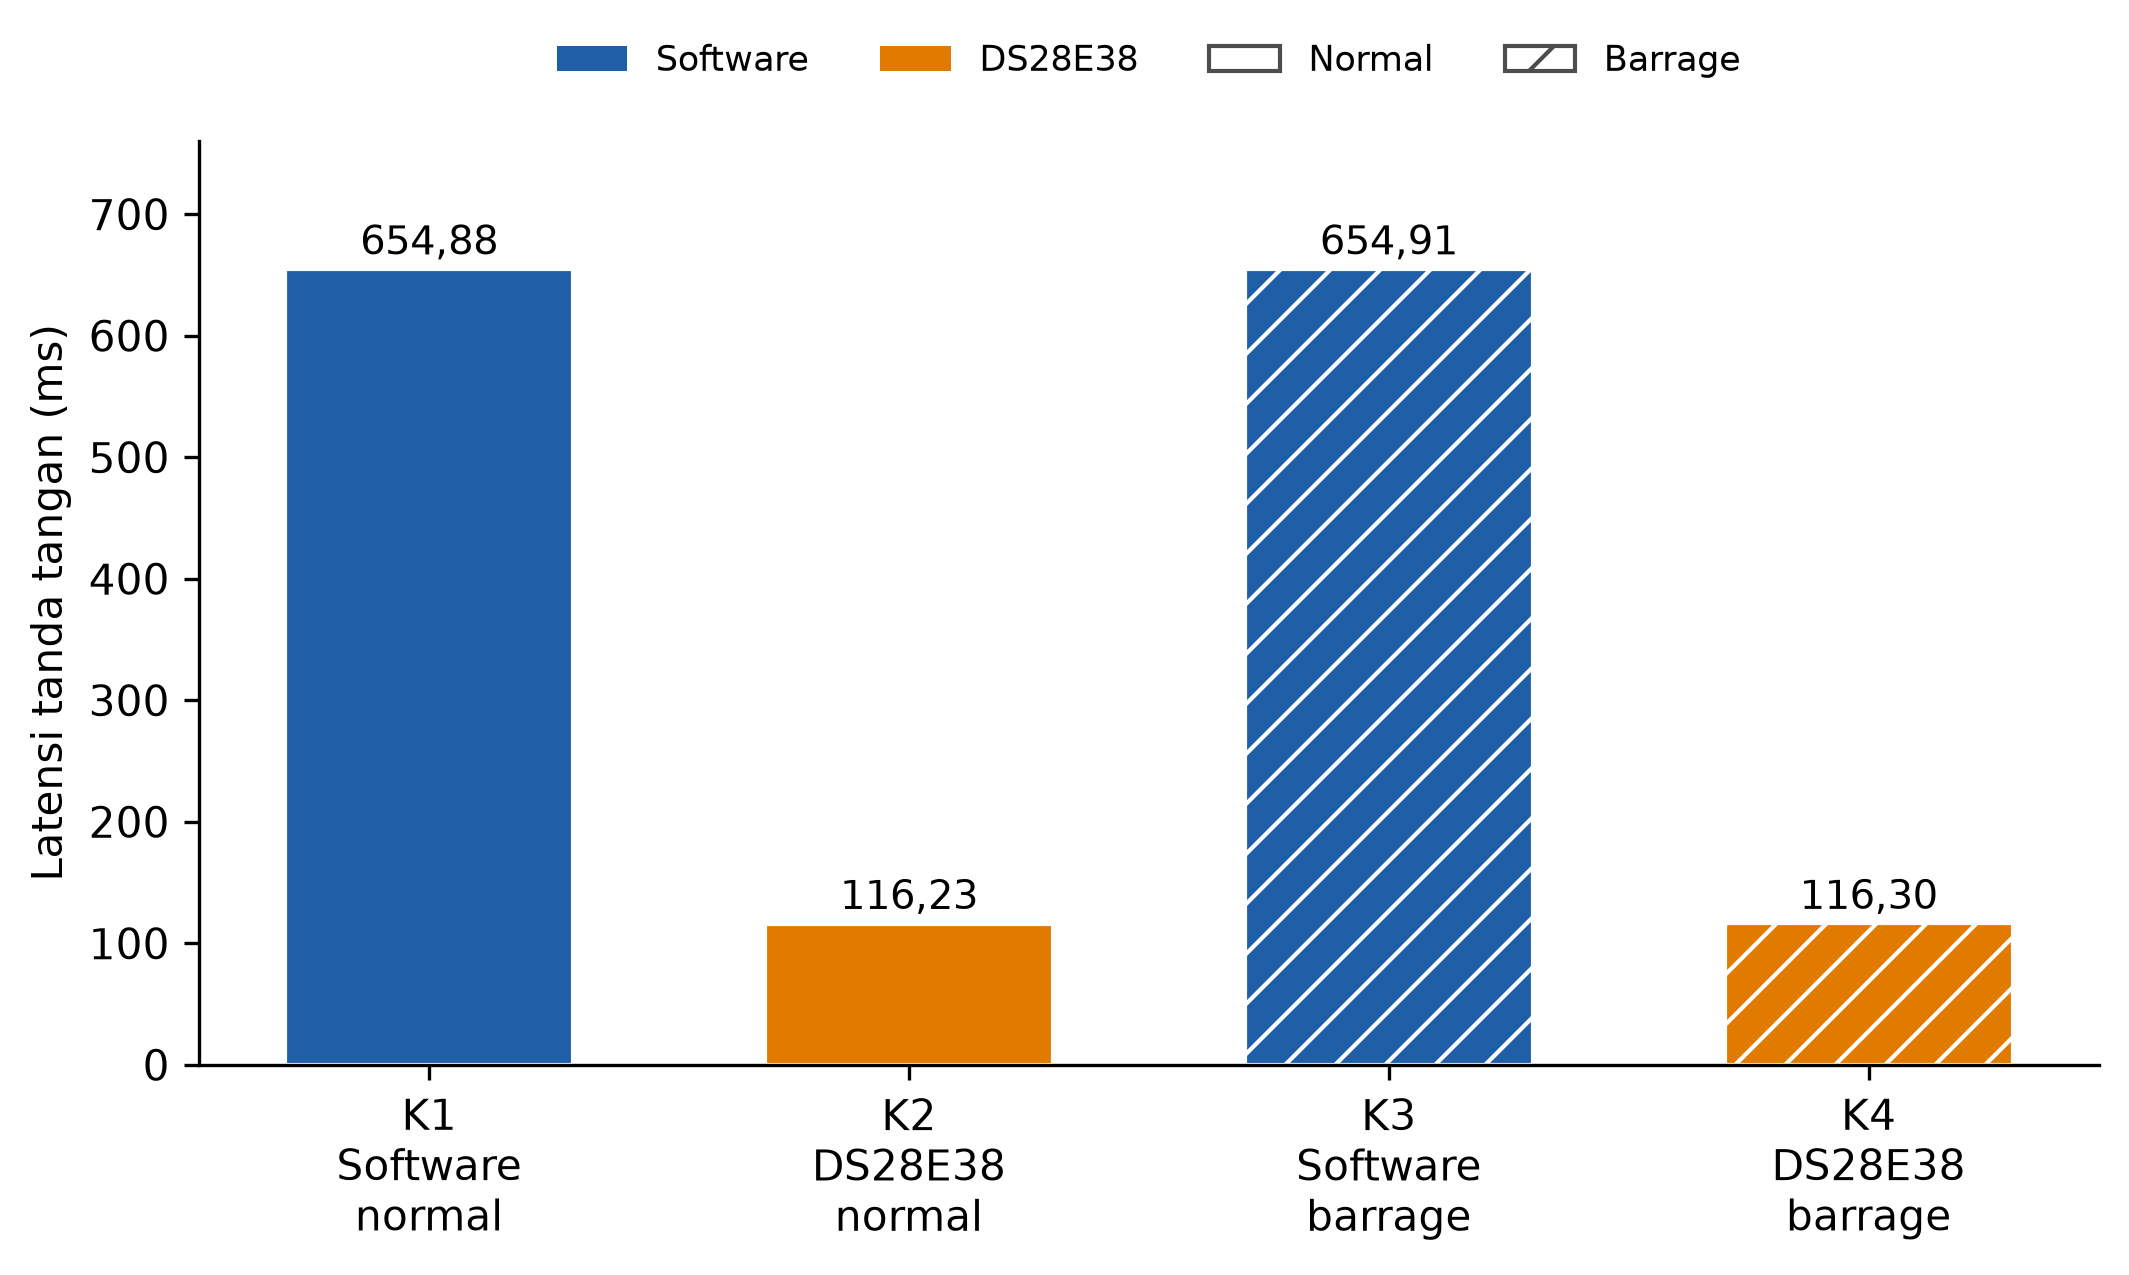 Software DS28E38 Normal Barrage
Latensi tanda tangan (ms)
700
600
500
400
300
200
100
0
654,88
116,23
654,91
116,30
K1
Software
normal
K2
DS28E38
normal
K3
Software
barrage
K4
DS28E38
barrage